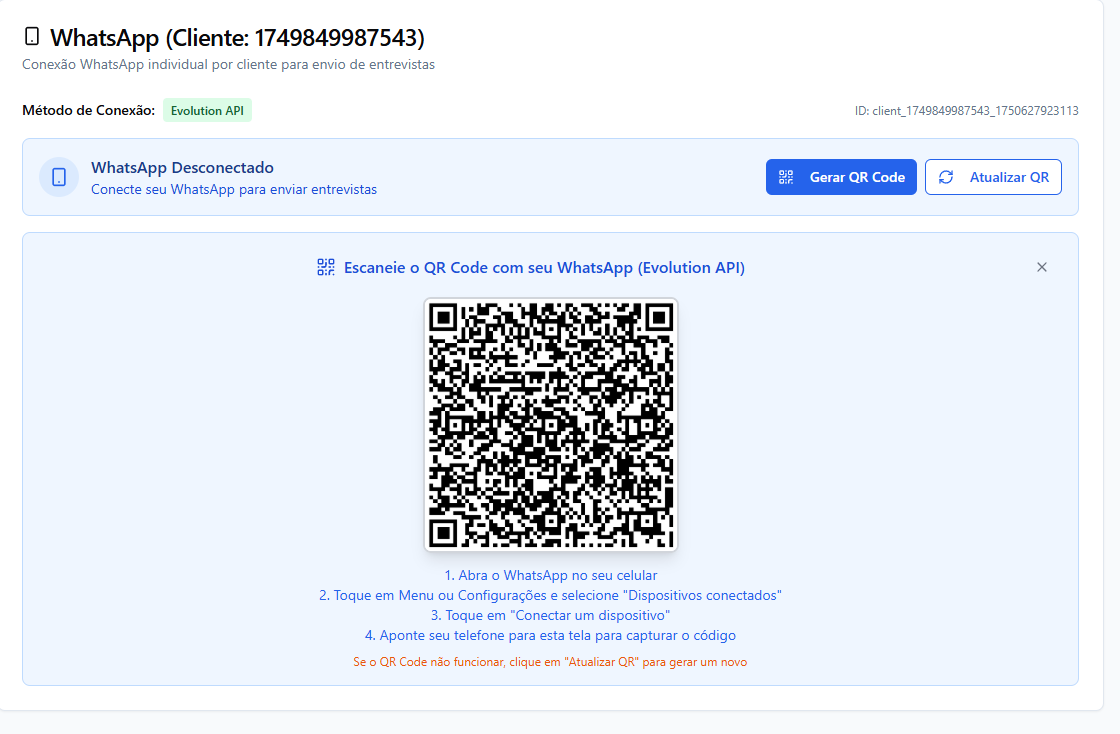 WhatsApp (Cliente: 1749849987543)
Conexão WhatsApp individual por cliente para envio de entrevistas
Método de Conexão: Evolution API
ID: client_1749849987543_1750627923113
WhatsApp Desconectado
Conecte seu WhatsApp para enviar entrevistas
Gerar QR Code
Atualizar QR
Escaneie o QR Code com seu WhatsApp (Evolution API)
1. Abra o WhatsApp no seu celular
2. Toque em Menu ou Configurações e selecione "Dispositivos conectados"
3. Toque em "Conectar um dispositivo"
4. Aponte seu telefone para esta tela para capturar o código
Se o QR Code não funcionar, clique em "Atualizar QR" para gerar um novo